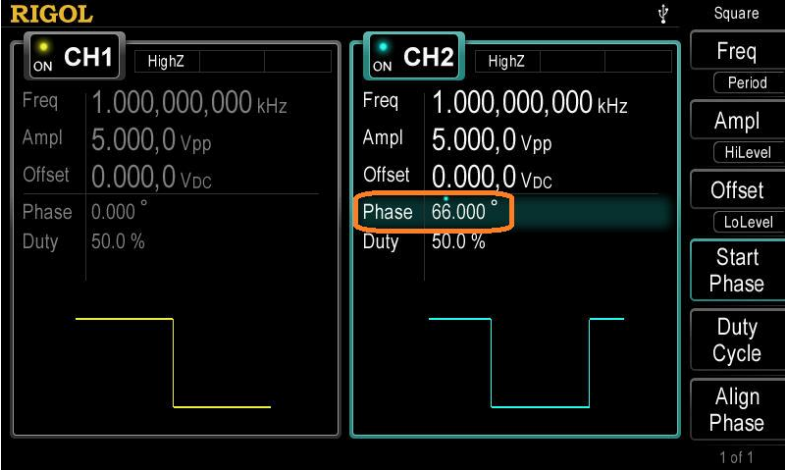 RIGOL
Square
ON CH1 HighZ
Freq 1.000,000,000 kHz
Ampl 5.000,0 Vpp
Offset 0.000,0 VDC
Phase 0.000 °
Duty 50.0 %
ON CH2 HighZ
Freq 1.000,000,000 kHz
Ampl 5.000,0 Vpp
Offset 0.000,0 VDC
Phase 66.000 °
Duty 50.0 %
Freq
Period
Ampl
HiLevel
Offset
LoLevel
Start
Phase
Duty
Cycle
Align
Phase
1 of 1